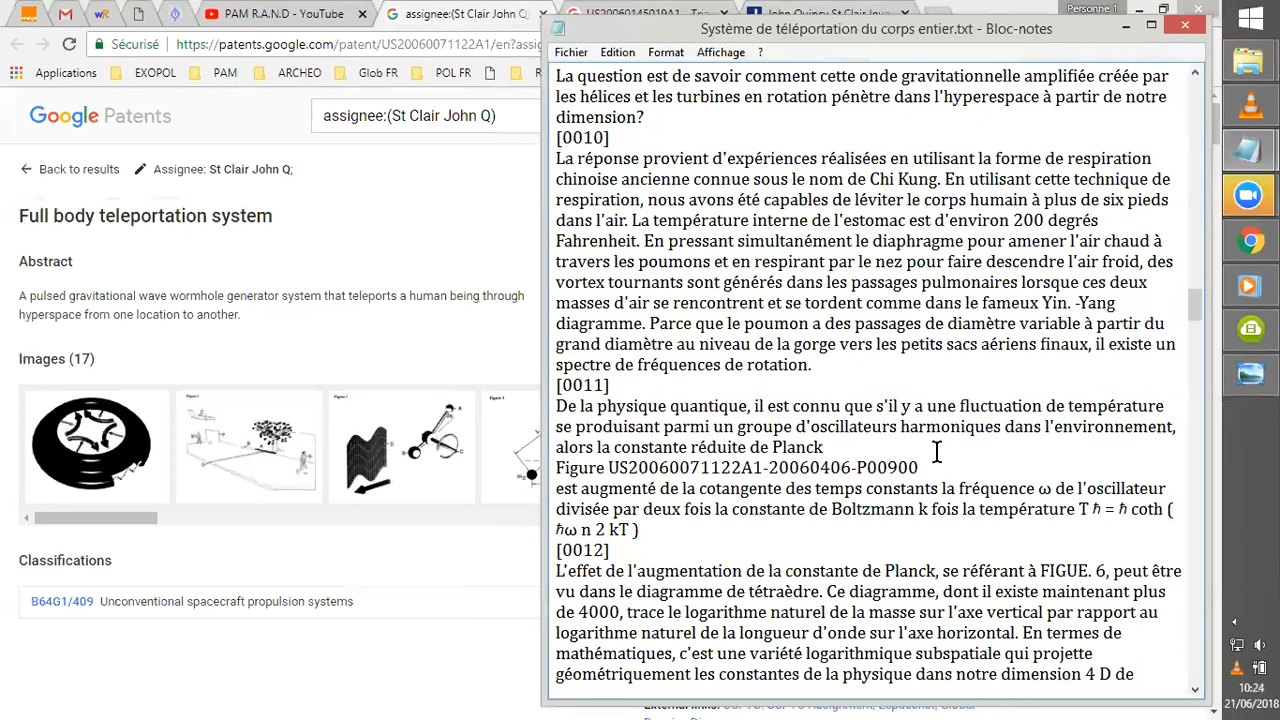 PAM R.A.N.D - YouTube
assignee:(St Clair John Q)
Personne 1
Sécurisé
https://patents.google.com/patent/US20060071122A1/en?assig
Applications
EXOPOL
PAM
ARCHEO
Glob FR
POL FR
Google Patents
assignee:(St Clair John Q)
Back to results
Assignee: St Clair John Q;
Full body teleportation system
Abstract
A pulsed gravitational wave wormhole generator system that teleports a human being through
hyperspace from one location to another.
Images (17)
Classifications
B64G1/409 Unconventional spacecraft propulsion systems
Système de téléportation du corps entier.txt - Bloc-notes
Fichier Edition Format Affichage ?
La question est de savoir comment cette onde gravitationnelle amplifiée créée par
les hélices et les turbines en rotation pénètre dans l'hyperespace à partir de notre
dimension?
[0010]
La réponse provient d'expériences réalisées en utilisant la forme de respiration
chinoise ancienne connue sous le nom de Chi Kung. En utilisant cette technique de
respiration, nous avons été capables de léviter le corps humain à plus de six pieds
dans l'air. La température interne de l'estomac est d'environ 200 degrés
Fahrenheit. En pressant simultanément le diaphragme pour amener l'air chaud à
travers les poumons et en respirant par le nez pour faire descendre l'air froid, des
vortex tournants sont générés dans les passages pulmonaires lorsque ces deux
masses d'air se rencontrent et se tordent comme dans le fameux Yin. -Yang
diagramme. Parce que le poumon a des passages de diamètre variable à partir du
grand diamètre au niveau de la gorge vers les petits sacs aériens finaux, il existe un
spectre de fréquences de rotation.
[0011]
De la physique quantique, il est connu que s'il y a une fluctuation de température
se produisant parmi un groupe d'oscillateurs harmoniques dans l'environnement,
alors la constante réduite de Planck
Figure US20060071122A1-20060406-P00900
est augmenté de la cotangente des temps constants la fréquence ω de l'oscillateur
divisée par deux fois la constante de Boltzmann k fois la température T ℏ = ℏ coth (
ℏω n 2 kT )
[0012]
L'effet de l'augmentation de la constante de Planck, se référant à FIGUE. 6, peut être
vu dans le diagramme de tétraèdre. Ce diagramme, dont il existe maintenant plus
de 4000, trace le logarithme naturel de la masse sur l'axe vertical par rapport au
logarithme naturel de la longueur d'onde sur l'axe horizontal. En termes de
mathématiques, c'est une variété logarithmique subspatiale qui projette
géométriquement les constantes de la physique dans notre dimension 4 D de
10:24
21/06/2018